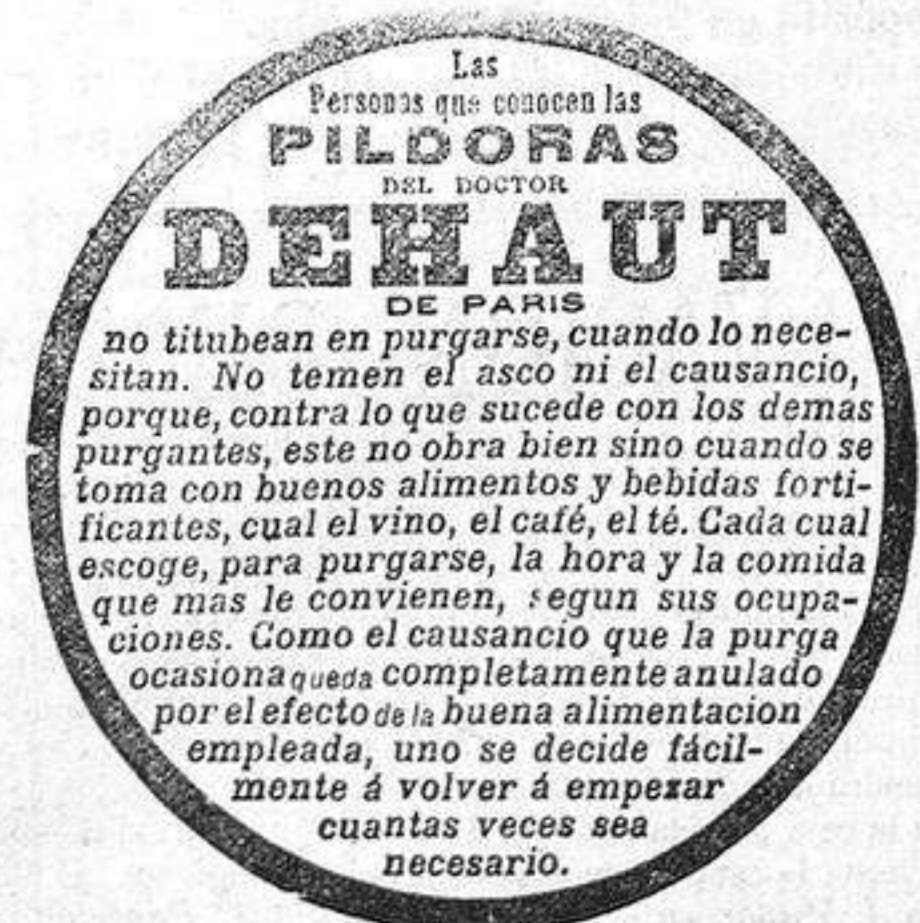 Las
Personas que conocen las
PILDORAS
DEL DOCTOR
DEHAUT
DE PARIS
no titubean en purgarse, cuando lo nece-
sitan. No temen el asco ni el causancio,
porque, contra lo que sucede con los demas
purgantes, este no obra bien sino cuando se
toma con buenos alimentos y bebidas forti-
ficantes, cual el vino, el café, el té. Cada cual
escoge, para purgarse, la hora y la comida
que mas le convienen, segun sus ocupa-
ciones. Como el causancio que la purga
ocasiona queda completamente anulado
por el efecto de la buena alimentacion
empleada, uno se decide fácil-
mente á volver á empezar
cuantas veces sea
necesario.